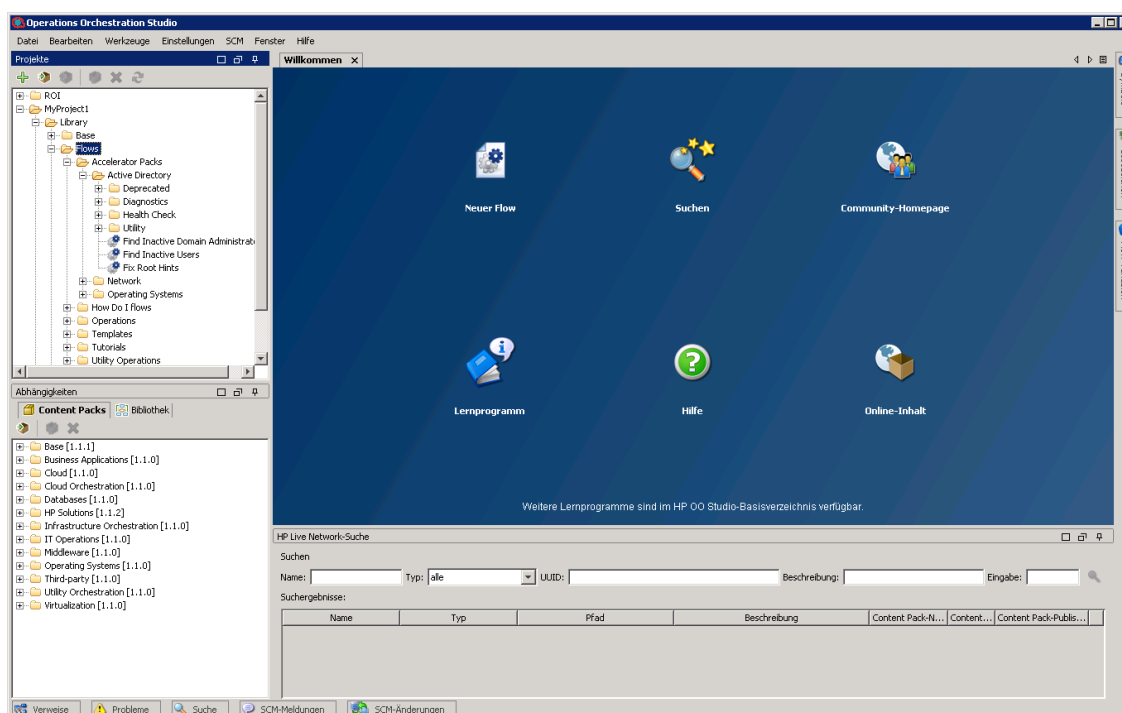 Operations Orchestration Studio
Datei Bearbeiten Werkzeuge Einstellungen SCM Fenster Hilfe
Projekte
ROI
MyProject1
Library
Base
Flows
Accelerator Packs
Active Directory
Deprecated
Diagnostics
Health Check
Utility
Find Inactive Domain Administrat
Find Inactive Users
Fix Root Hints
Network
Operating Systems
How Do I flows
Operations
Templates
Tutorials
Utility Operations
Abhängigkeiten
Content Packs Bibliothek
Base [1.1.1]
Business Applications [1.1.0]
Cloud [1.1.0]
Cloud Orchestration [1.1.0]
Databases [1.1.0]
HP Solutions [1.1.2]
Infrastructure Orchestration [1.1.0]
IT Operations [1.1.0]
Middleware [1.1.0]
Operating Systems [1.1.0]
Third-party [1.1.0]
Utility Orchestration [1.1.0]
Virtualization [1.1.0]
Willkommen
Neuer Flow
Suchen
Community-Homepage
Lernprogramm
Hilfe
Online-Inhalt
Weitere Lernprogramme sind im HP OO Studio-Basisverzeichnis verfügbar.
HP Live Network-Suche
Suchen
Name: Typ: alle UUID: Beschreibung: Eingabe:
Suchergebnisse:
Name Typ Pfad Beschreibung Content Pack-N... Content... Content Pack-Publis...
Verweise Probleme Suche SCM-Meldungen SCM-Änderungen